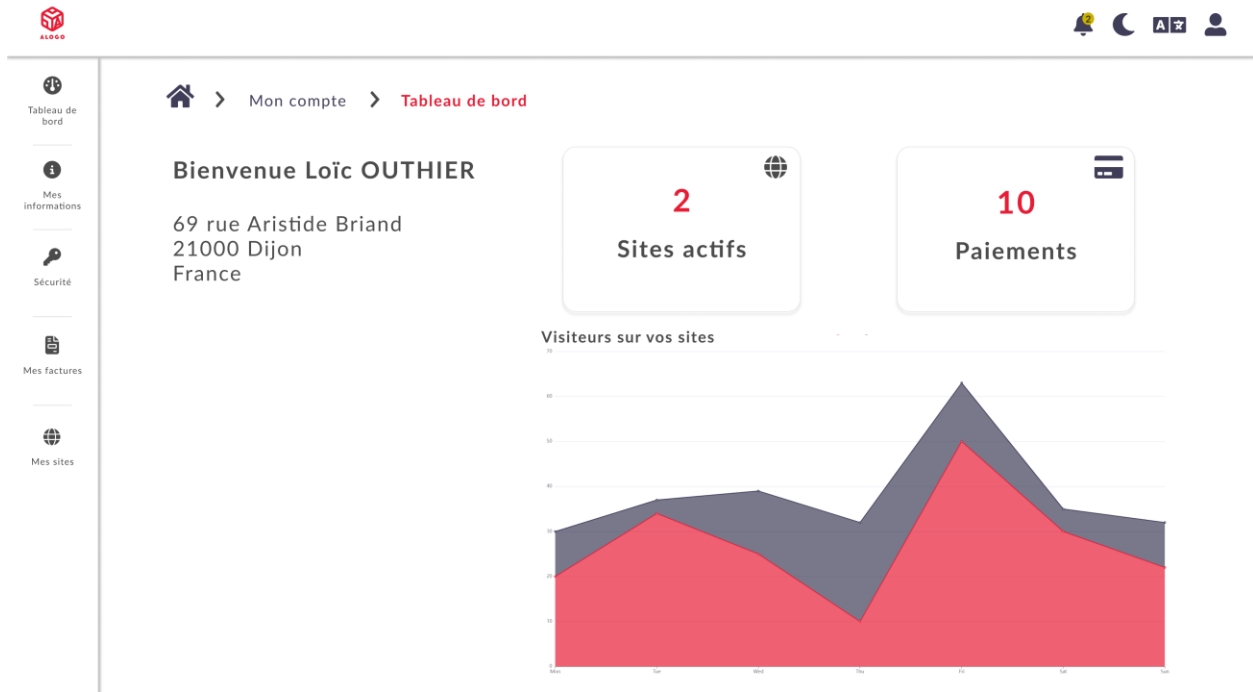 ALOGO
2
A
Tableau de
bord
Mes
informations
Sécurité
Mes factures
Mes sites
Mon compte
Tableau de bord
Bienvenue Loïc OUTHIER
69 rue Aristide Briand
21000 Dijon
France
2
Sites actifs
10
Paiements
Visiteurs sur vos sites
70
60
50
40
30
20
10
0
Mon Tue Wed Thu Fri Sat Sun